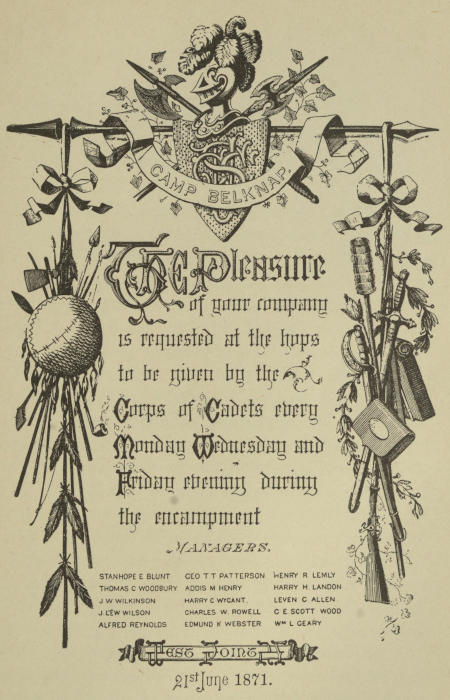 CAMP BELKNAP
The Pleasure
of your company
is requested at the hops
to be given by the
Corps of Cadets every
Monday Wednesday and
Friday evening during
the encampment
MANAGERS.
STANHOPE E BLUNT GEO T T PATTERSON HENRY R LEMLY
THOMAS C WOODBURY ADDIS M HENRY HARRY H LANDON
J W WILKINSON HARRY C WYGANT. LEVEN C ALLEN
J LEW WILSON CHARLES W. ROWELL C E SCOTT WOOD
ALFRED REYNOLDS EDMUND K WEBSTER Wm L GEARY
West Point N Y
21st June 1871.